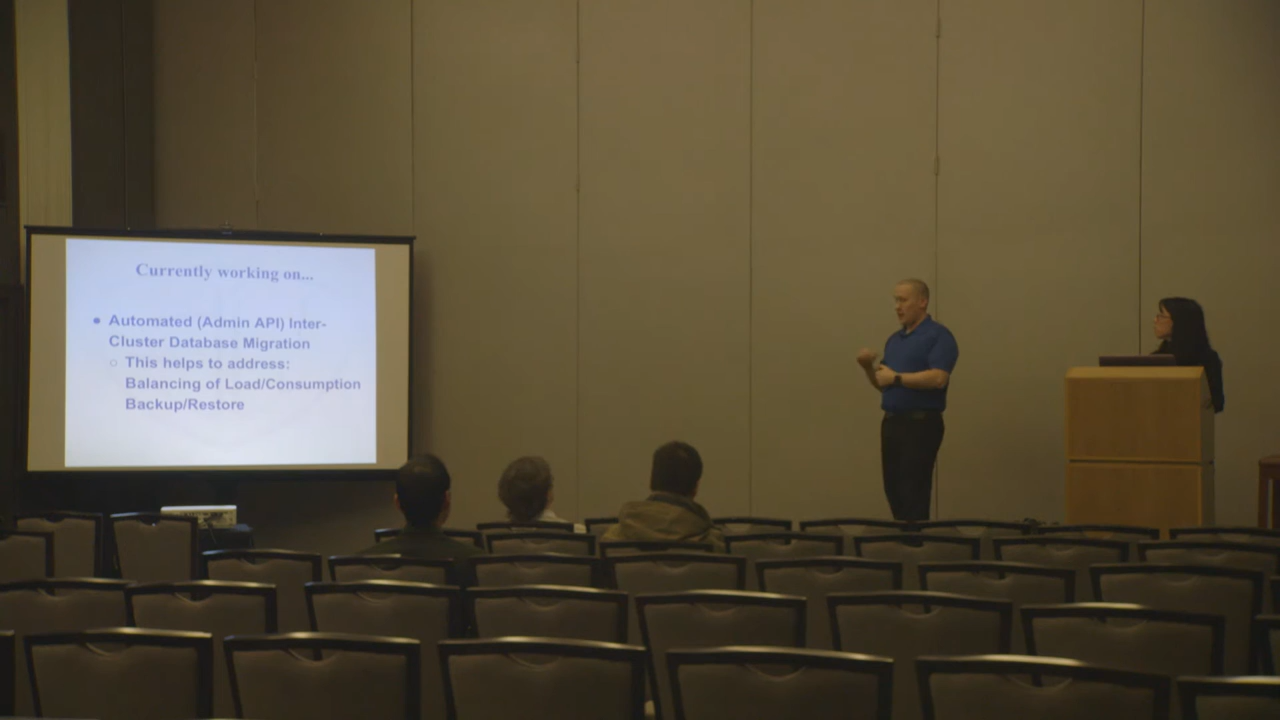 Currently working on...
● Automated (Admin API) Inter-
Cluster Database Migration
○ This helps to address:
Balancing of Load/Consumption
Backup/Restore